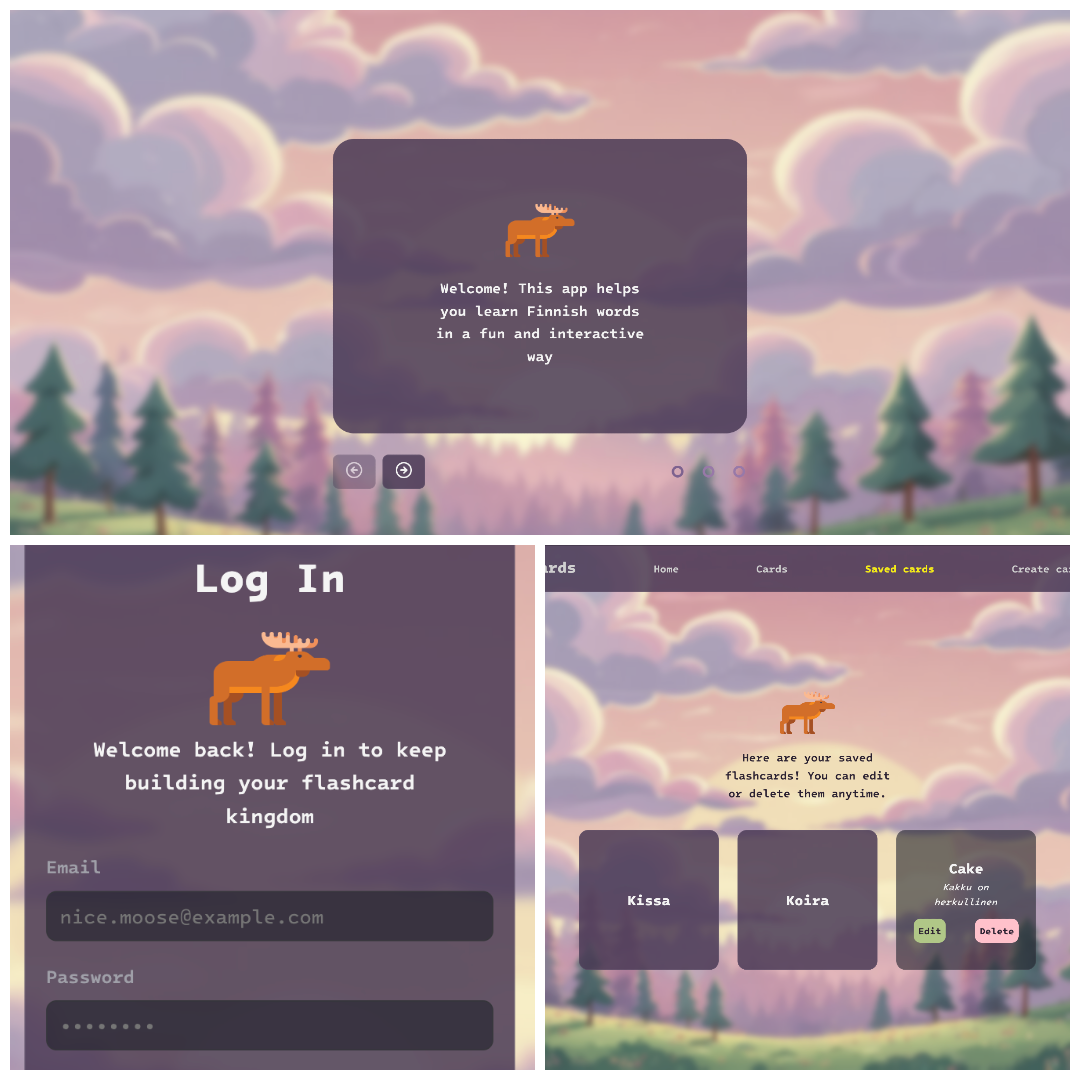 Welcome! This app helps
you learn Finnish words
in a fun and interactive
way
Log In
Welcome back! Log in to keep
building your flashcard
kingdom
Email
nice.moose@example.com
Password
Home
Cards
Saved cards
Create
Here are your saved
flashcards! You can edit
or delete them anytime.
Kissa
Koira
Cake
Kakku on
herkullinen
Edit
Delete